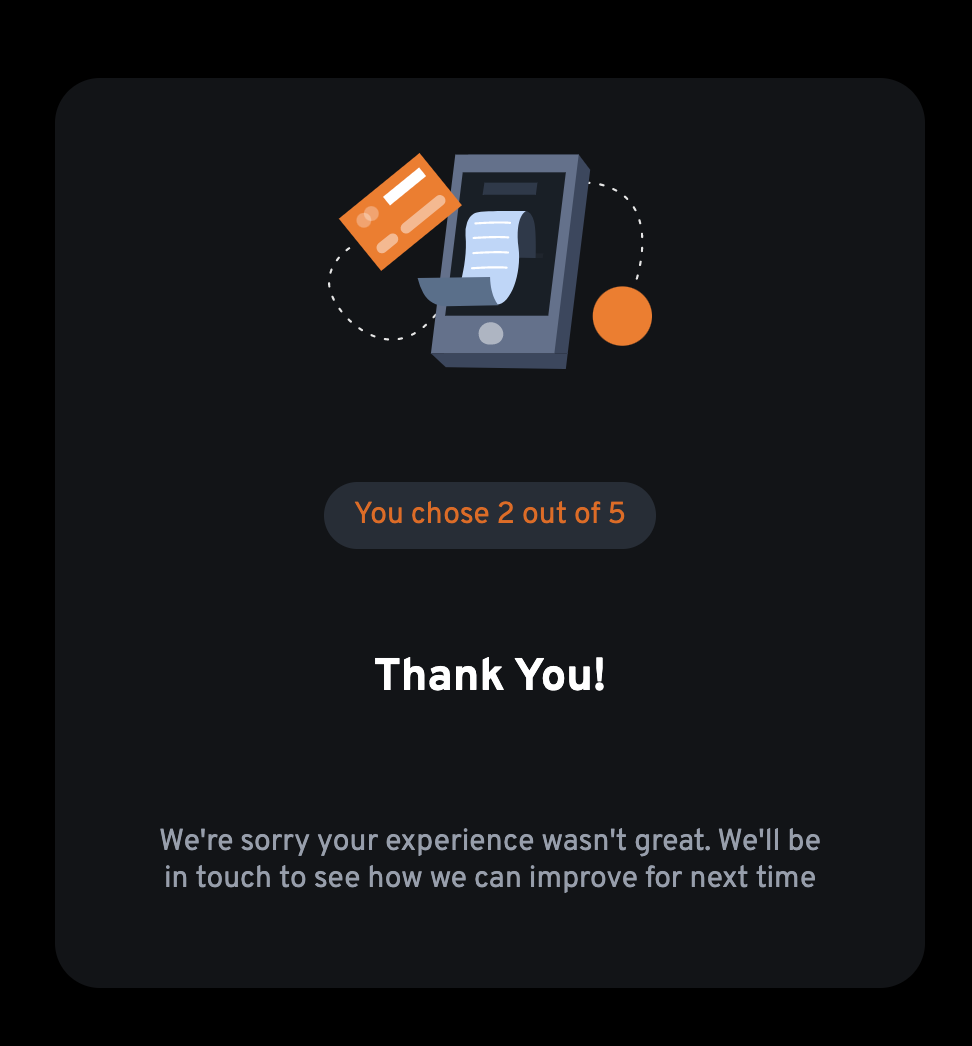 You chose 2 out of 5
Thank You!
We're sorry your experience wasn't great. We'll be
in touch to see how we can improve for next time